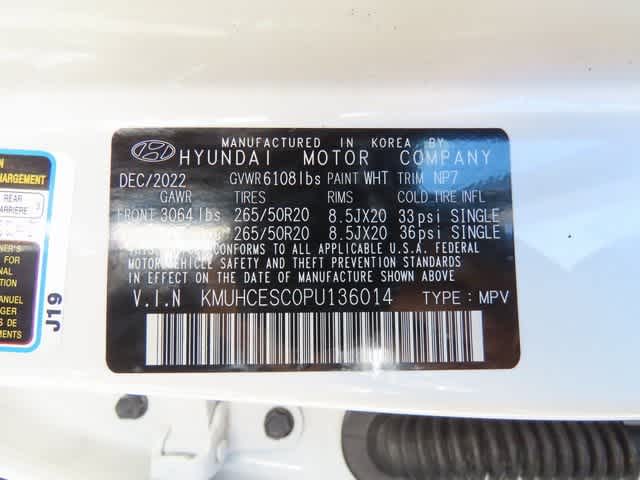 MANUFACTURED IN KOREA BY
HYUNDAI MOTOR COMPANY
DEC/2022 GVWR 6108lbs PAINT WHT TRIM NP7
GAWR TIRES RIMS COLD TIRE INFL
FRONT 3064lbs 265/50R20 8.5JX20 33psi SINGLE
265/50R20 8.5JX20 36psi SINGLE
THIS VEHICLE CONFORMS TO ALL APPLICABLE U.S.A. FEDERAL
MOTOR VEHICLE SAFETY AND THEFT PREVENTION STANDARDS
IN EFFECT ON THE DATE OF MANUFACTURE SHOWN ABOVE.
V.I.N KMUHCESC0PU136014 TYPE : MPV
REAR
ARRIÈRE
J19